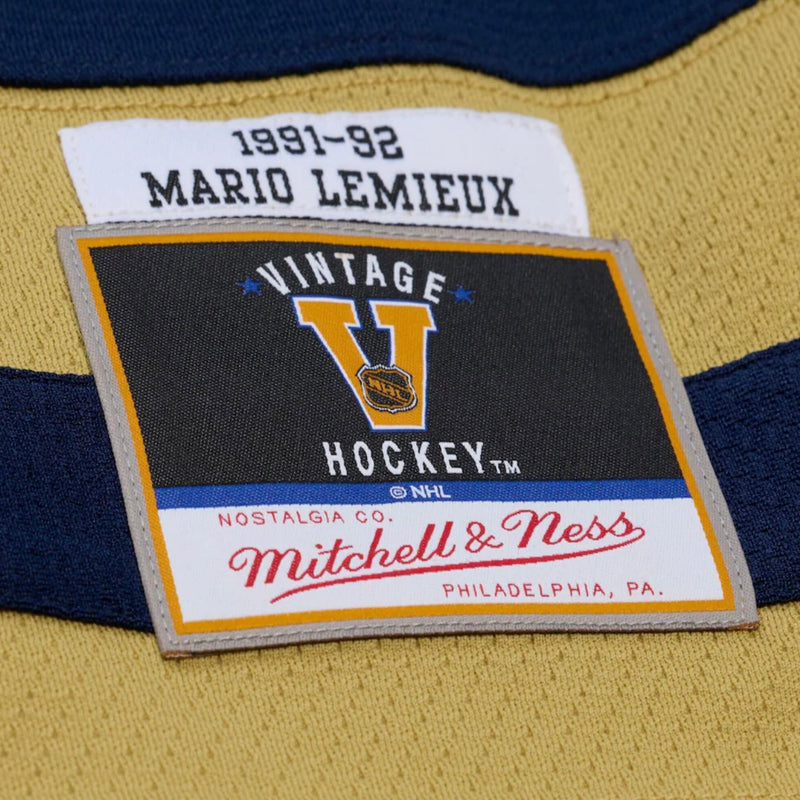 1991-92
MARIO LEMIEUX
VINTAGE
V
NHL
HOCKEY™
© NHL
NOSTALGIA CO.
Mitchell & Ness
PHILADELPHIA, PA.